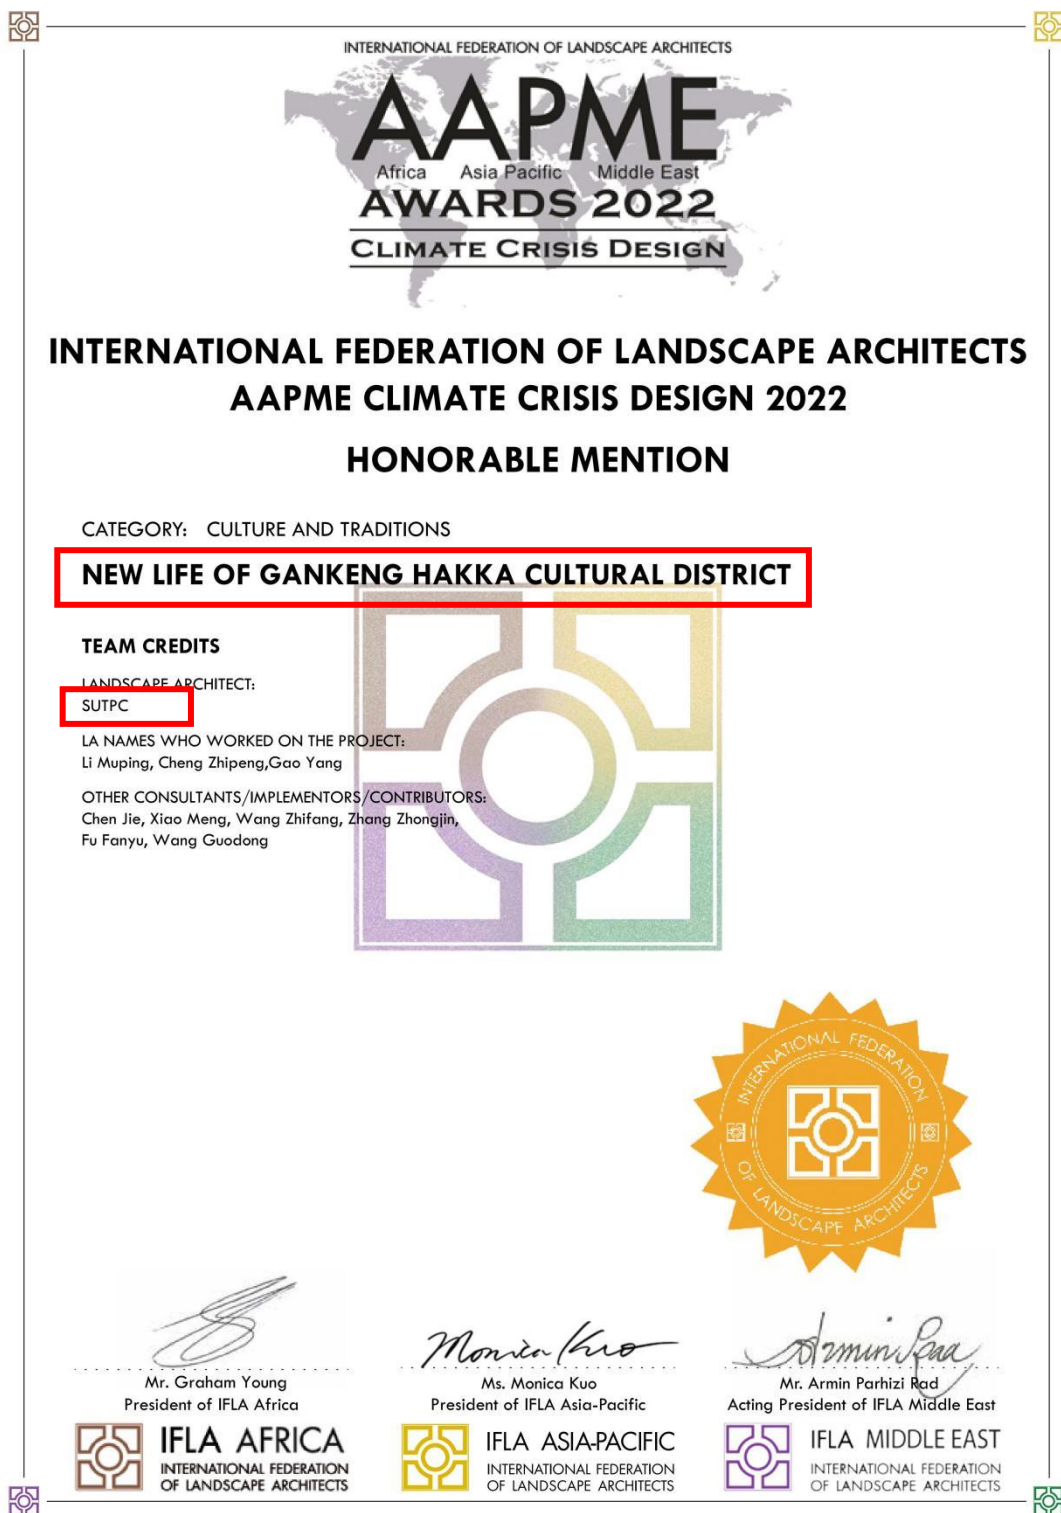 INTERNATIONAL FEDERATION OF LANDSCAPE ARCHITECTS
AAPME
Africa Asia Pacific Middle East
AWARDS 2022
CLIMATE CRISIS DESIGN
INTERNATIONAL FEDERATION OF LANDSCAPE ARCHITECTS
AAPME CLIMATE CRISIS DESIGN 2022
HONORABLE MENTION
CATEGORY: CULTURE AND TRADITIONS
NEW LIFE OF GANKENG HAKKA CULTURAL DISTRICT
TEAM CREDITS
LANDSCAPE ARCHITECT:
SUTPC
LA NAMES WHO WORKED ON THE PROJECT:
Li Muping, Cheng Zhipeng,Gao Yang
OTHER CONSULTANTS/IMPLEMENTORS/CONTRIBUTORS:
Chen Jie, Xiao Meng, Wang Zhifang, Zhang Zhongjin,
Fu Fanyu, Wang Guodong
INTERNATIONAL FEDERATION
OF LANDSCAPE ARCHITECTS
Monica Kuo
Armin Raa
Mr. Graham Young
President of IFLA Africa
Ms. Monica Kuo
President of IFLA Asia-Pacific
Mr. Armin Parhizi Rad
Acting President of IFLA Middle East
IFLA AFRICA
INTERNATIONAL FEDERATION
OF LANDSCAPE ARCHITECTS
IFLA ASIA-PACIFIC
INTERNATIONAL FEDERATION
OF LANDSCAPE ARCHITECTS
IFLA MIDDLE EAST
INTERNATIONAL FEDERATION
OF LANDSCAPE ARCHITECTS